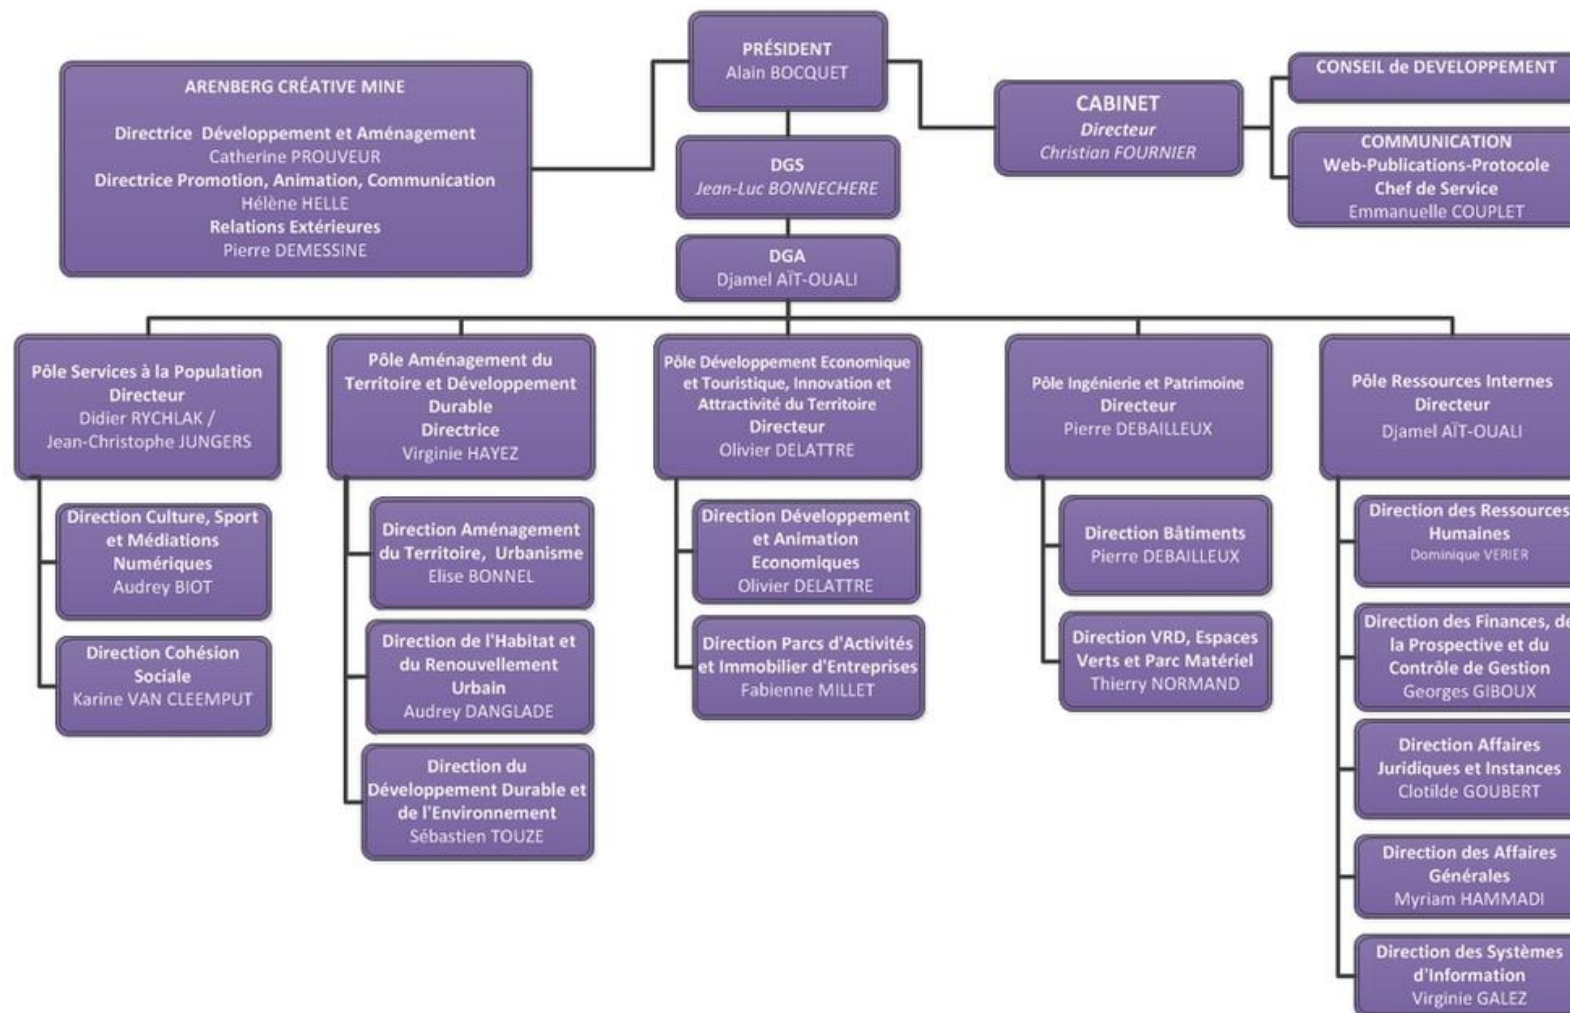 PRÉSIDENT
Alain BOCQUET
ARENBERG CRÉATIVE MINE
Directrice Développement et Aménagement
Catherine PROUVEUR
Directrice Promotion, Animation, Communication
Hélène HELLE
Relations Extérieures
Pierre DEMESSINE
CABINET
Directeur
Christian FOURNIER
CONSEIL de DEVELOPPEMENT
COMMUNICATION
Web-Publications-Protocole
Chef de Service
Emmanuelle COUPLET
DGS
Jean-Luc BONNECHERE
DGA
Djamel AÏT-OUALI
Pôle Services à la Population
Directeur
Didier RYCHLAK /
Jean-Christophe JUNGERS
Direction Culture, Sport
et Médiations
Numériques
Audrey BIOT
Direction Cohésion
Sociale
Karine VAN CLEEMPUT
Pôle Aménagement du
Territoire et Développement
Durable
Directrice
Virginie HAYEZ
Direction Aménagement
du Territoire, Urbanisme
Elise BONNEL
Direction de l'Habitat et
du Renouvellement
Urbain
Audrey DANGLADE
Direction du
Développement Durable et
de l'Environnement
Sébastien TOUZE
Pôle Développement Economique
et Touristique, Innovation et
Attractivité du Territoire
Directeur
Olivier DELATTRE
Direction Développement
et Animation
Economiques
Olivier DELATTRE
Direction Parcs d'Activités
et Immobilier d'Entreprises
Fabienne MILLET
Pôle Ingénierie et Patrimoine
Directeur
Pierre DEBAILLEUX
Direction Bâtiments
Pierre DEBAILLEUX
Direction VRD, Espaces
Verts et Parc Matériel
Thierry NORMAND
Pôle Ressources Internes
Directeur
Djamel AÏT-OUALI
Direction des Ressources
Humaines
Dominique VERIER
Direction des Finances, de
la Prospective et du
Contrôle de Gestion
Georges GIBOUX
Direction Affaires
Juridiques et Instances
Clotilde GOUBERT
Direction des Affaires
Générales
Myriam HAMMADI
Direction des Systèmes
d'Information
Virginie GALEZ